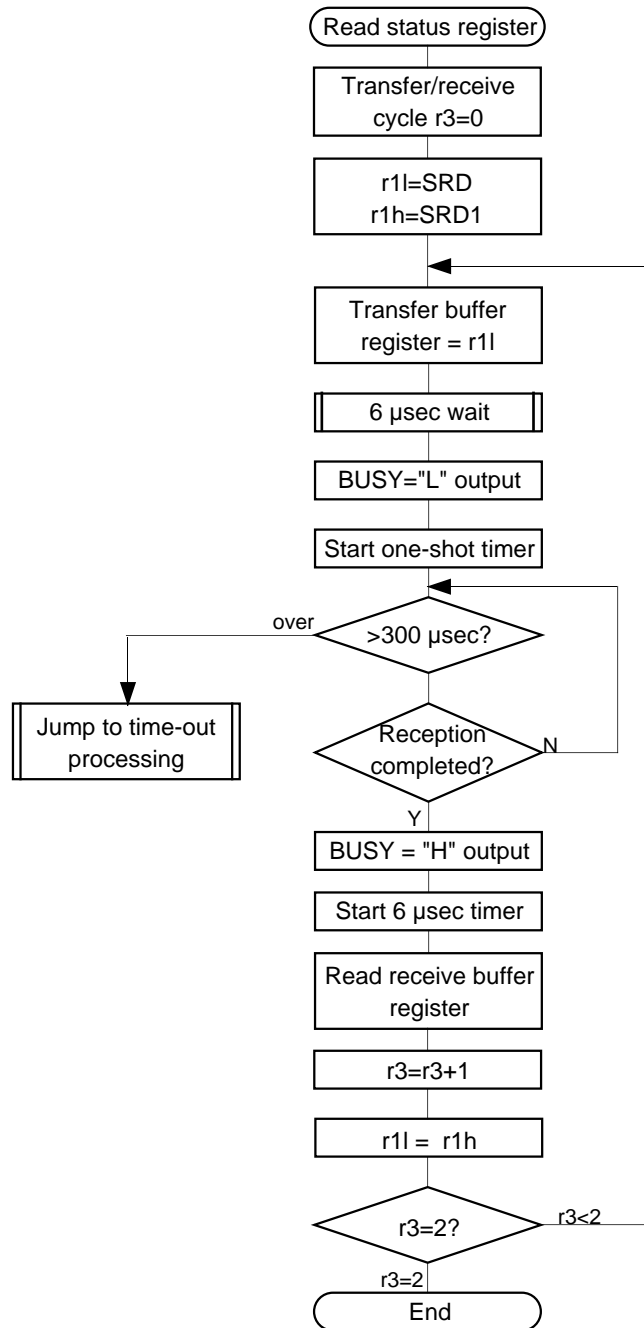 Read status register
Transfer/receive
cycle r3=0
r1l=SRD
r1h=SRD1
Transfer buffer
register = r1l
6 µsec wait
BUSY="L" output
Start one-shot timer
over
>300 µsec?
Jump to time-out
processing
Reception
completed?
N
Y
BUSY = "H" output
Start 6 µsec timer
Read receive buffer
register
r3=r3+1
r1l = r1h
r3=2?
r3<2
r3=2
End